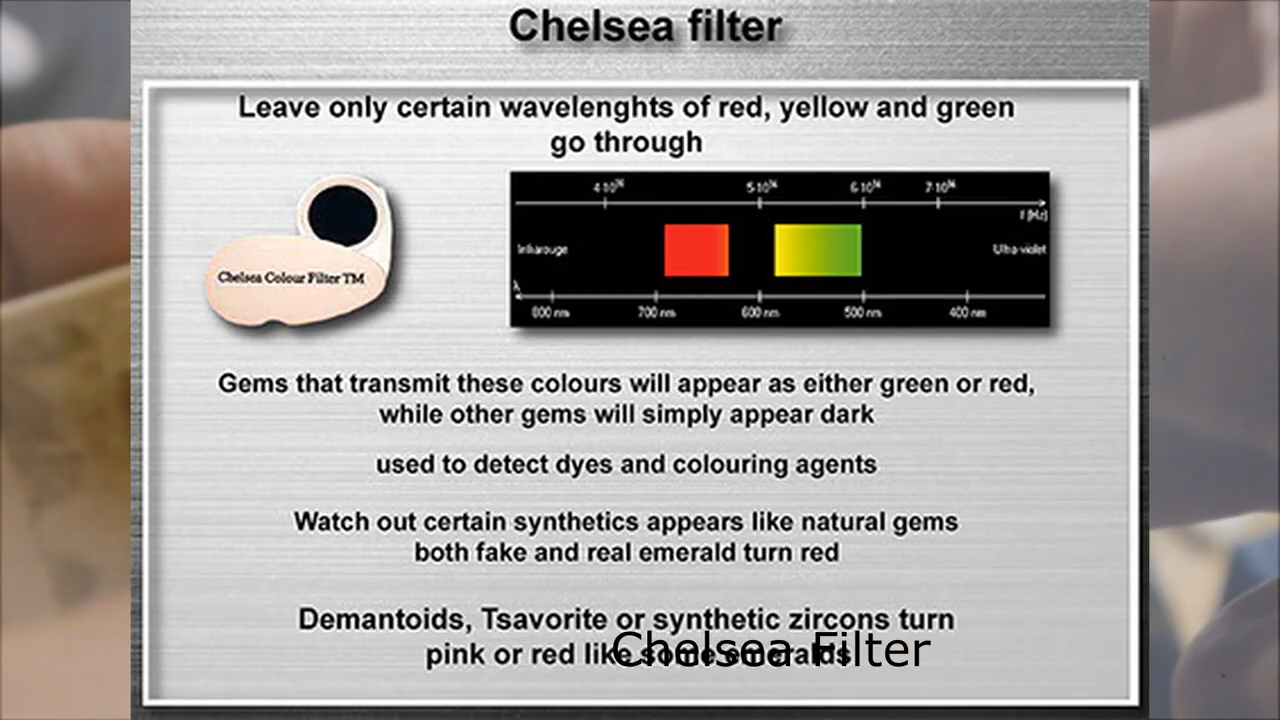 Chelsea filter
Leave only certain wavelenghts of red, yellow and green
go through
Chelsea Colour Filter TM
4·10¹⁴ 5·10¹⁴ 6·10¹⁴ 7·10¹⁴
f [Hz]
Infrarouge Ultra-violet
λ
800 nm 700 nm 600 nm 500 nm 400 nm
Gems that transmit these colours will appear as either green or red,
while other gems will simply appear dark
used to detect dyes and colouring agents
Watch out certain synthetics appears like natural gems
both fake and real emerald turn red
Demantoids, Tsavorite or synthetic zircons turn
pink or red like some emeralds
Chelsea Filter